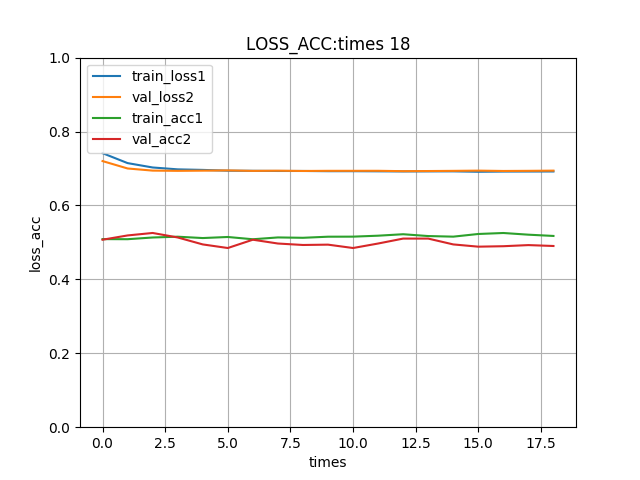 LOSS_ACC:times 18
1.0
0.8
0.6
0.4
0.2
0.0
loss_acc
train_loss1
val_loss2
train_acc1
val_acc2
0.0 2.5 5.0 7.5 10.0 12.5 15.0 17.5
times